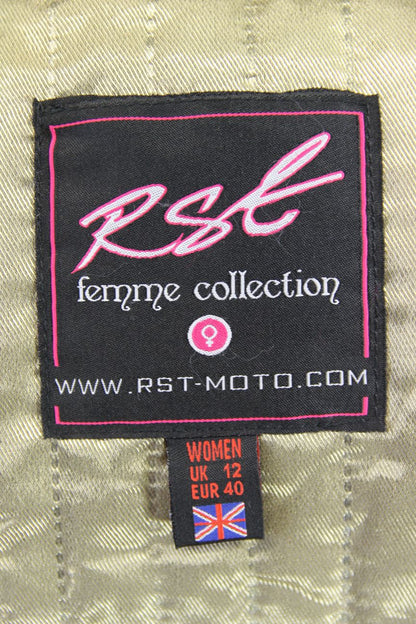 Rst
femme collection
WWW.RST-MOTO.COM
WOMEN
UK 12
EUR 40